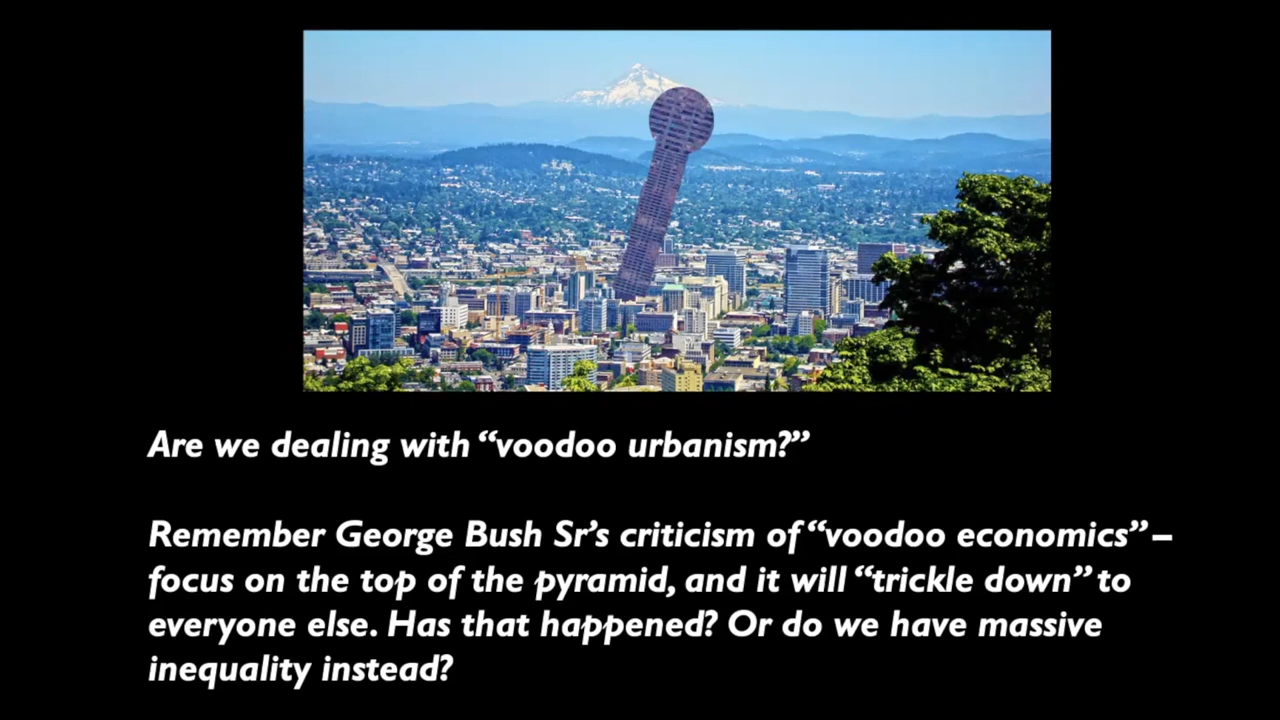 Are we dealing with “voodoo urbanism?”
Remember George Bush Sr’s criticism of “voodoo economics” –
focus on the top of the pyramid, and it will “trickle down” to
everyone else. Has that happened? Or do we have massive
inequality instead?